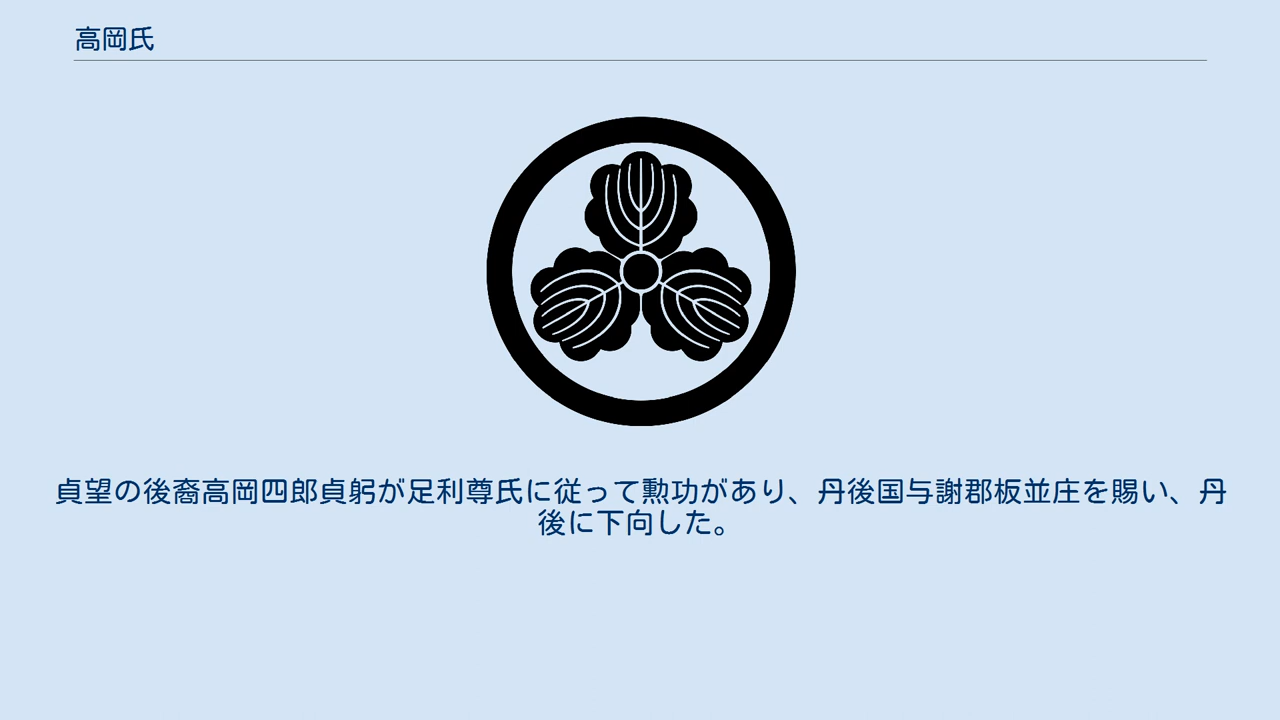 高岡氏
貞望の後裔高岡四郎貞躬が足利尊氏に従って勲功があり、丹後国与謝郡板並庄を賜い、丹
後に下向した。